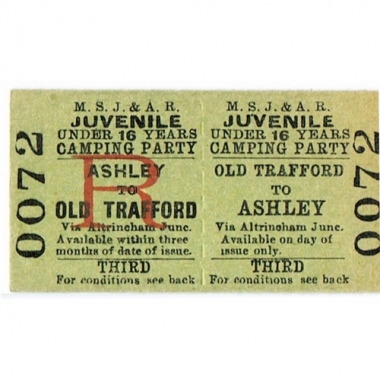 0072
M. S. J. & A. R.
JUVENILE
UNDER 16 YEARS
CAMPING PARTY
R
ASHLEY
TO
OLD TRAFFORD
Via Altrincham Junc.
Available within three
months of date of issue.
THIRD
For conditions see back
M. S. J. & A. R.
JUVENILE
UNDER 16 YEARS
CAMPING PARTY
OLD TRAFFORD
TO
ASHLEY
Via Altrincham Junc.
Available on day of
issue only.
THIRD
For conditions see back
0072